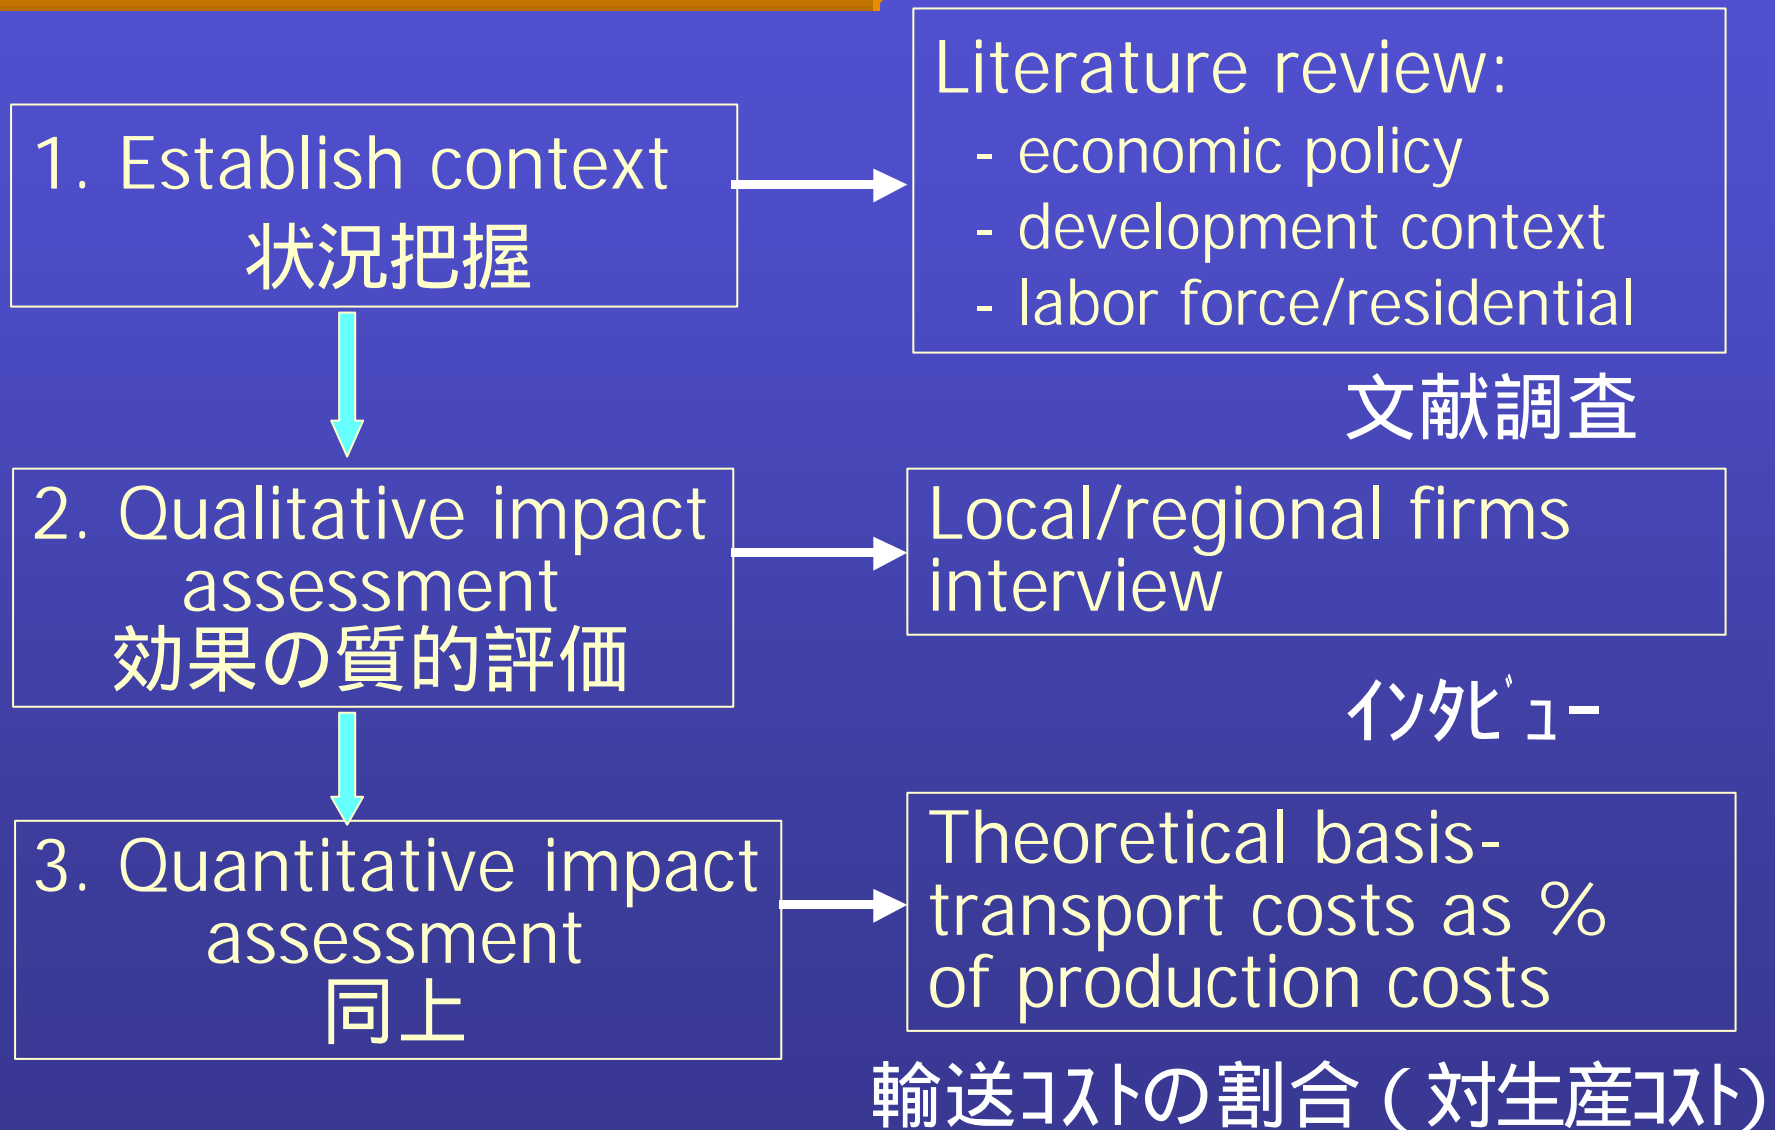 1. Establish context
状況把握
Literature review:
- economic policy
- development context
- labor force/residential
文献調査
2. Qualitative impact
assessment
効果の質的評価
Local/regional firms
interview
インタビュー
3. Quantitative impact
assessment
同上
Theoretical basis-
transport costs as %
of production costs
輸送コストの割合(対生産コスト)